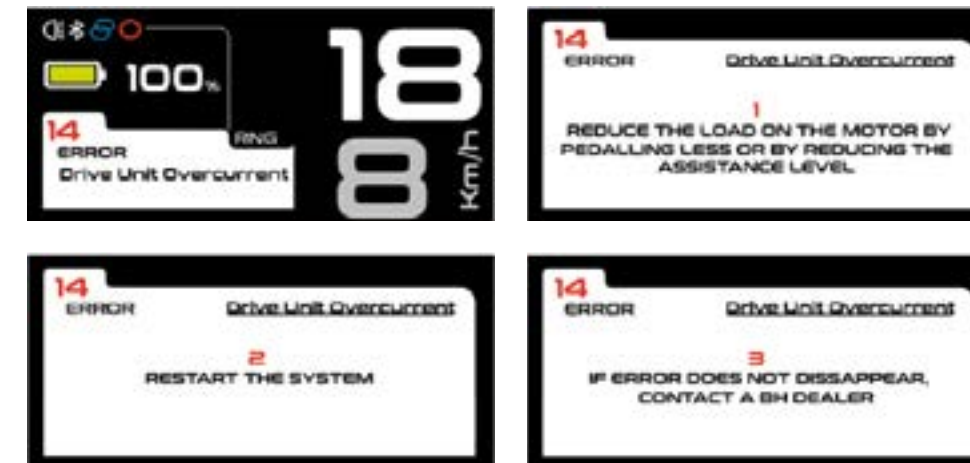 100%
18
8
Km/h
RING
14
ERROR
Drive Unit Overcurrent
14
ERROR
Drive Unit Overcurrent
1
REDUCE THE LOAD ON THE MOTOR BY
PEDALLING LESS OR BY REDUCING THE
ASSISTANCE LEVEL
14
ERROR
Drive Unit Overcurrent
2
RESTART THE SYSTEM
14
ERROR
Drive Unit Overcurrent
3
IF ERROR DOES NOT DISSAPPEAR,
CONTACT A BH DEALER